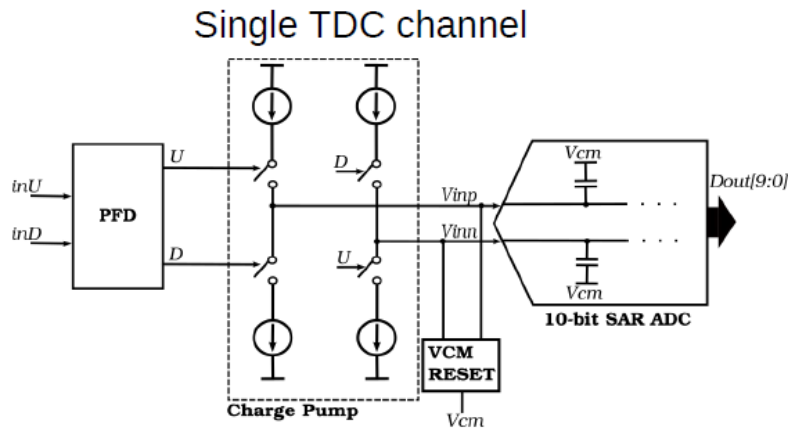 Single TDC channel
U
D
inU
inD
PFD
D
U
Charge Pump
Vinp
Vinn
VCM
RESET
Vcm
Vcm
Vcm
10-bit SAR ADC
Dout[9:0]